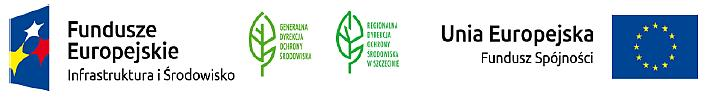 Fundusze
Europejskie
Infrastruktura i Środowisko
GENERALNA
DYREKCJA
OCHRONY
ŚRODOWISKA
REGIONALNA
DYREKCJA
OCHRONY
ŚRODOWISKA
W SZCZECINIE
Unia Europejska
Fundusz Spójności